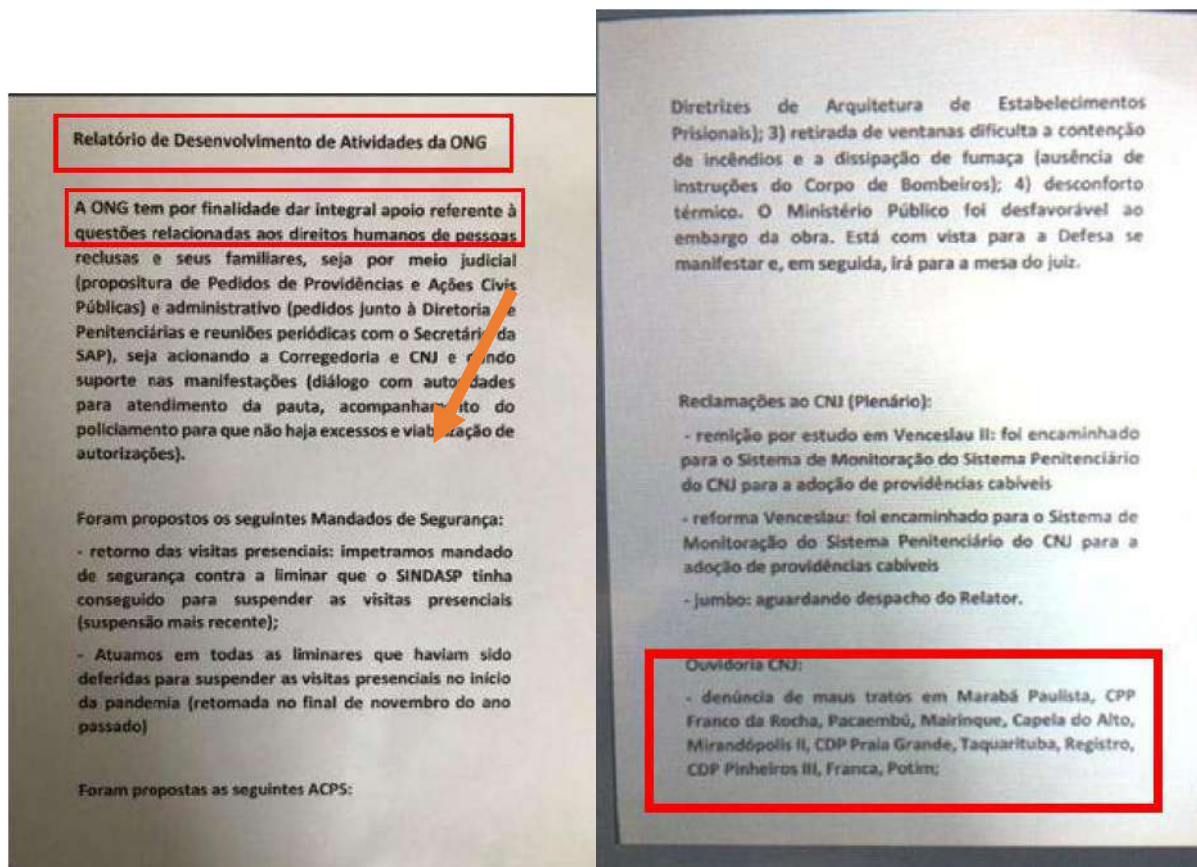 Relatório de Desenvolvimento de Atividades da ONG
A ONG tem por finalidade dar integral apoio referente à
questões relacionadas aos direitos humanos de pessoas
reclusas e seus familiares, seja por meio judicial
(propositura de Pedidos de Providências e Ações Civis
Públicas) e administrativo (pedidos junto à Diretoria
Penitenciárias e reuniões periódicas com o Secretário da
SAP), seja acionando a Corregedoria e CNJ e
suporte nas manifestações (diálogo com autoridades
para atendimento da pauta, acompanhamento do
policiamento para que não haja excessos e viabilização de
autorizações).
Foram propostos os seguintes Mandados de Segurança:
- retorno das visitas presenciais: impetramos mandado
de segurança contra a liminar que o SINDASP tinha
conseguido para suspender as visitas presenciais
(suspensão mais recente);
- Atuamos em todas as liminares que haviam sido
deferidas para suspender as visitas presenciais no início
da pandemia (retomada no final de novembro do ano
passado)
Foram propostas as seguintes ACPS:
Diretrizes de Arquitetura de Estabelecimentos
Prisionais); 3) retirada de ventanas dificulta a contenção
de incêndios e a dissipação de fumaça (ausência de
instruções do Corpo de Bombeiros); 4) desconforto
térmico. O Ministério Público foi desfavorável ao
embargo da obra. Está com vista para a Defesa se
manifestar e, em seguida, irá para a mesa do juiz.
Reclamações ao CNJ (Plenário):
- remição por estudo em Venceslau II: foi encaminhado
para o Sistema de Monitoração do Sistema Penitenciário
do CNJ para a adoção de providências cabíveis
- reforma Venceslau: foi encaminhado para o Sistema de
Monitoração do Sistema Penitenciário do CNJ para a
adoção de providências cabíveis
- jumbo: aguardando despacho do Relator.
Ouvidoria CNJ:
- denúncia de maus tratos em Marabá Paulista, CPP
Franco da Rocha, Pacaembú, Mairinque, Capela do Alto,
Mirandópolis II, CDP Praia Grande, Taquarituba, Registro,
CDP Pinheiros III, Franca, Potim;